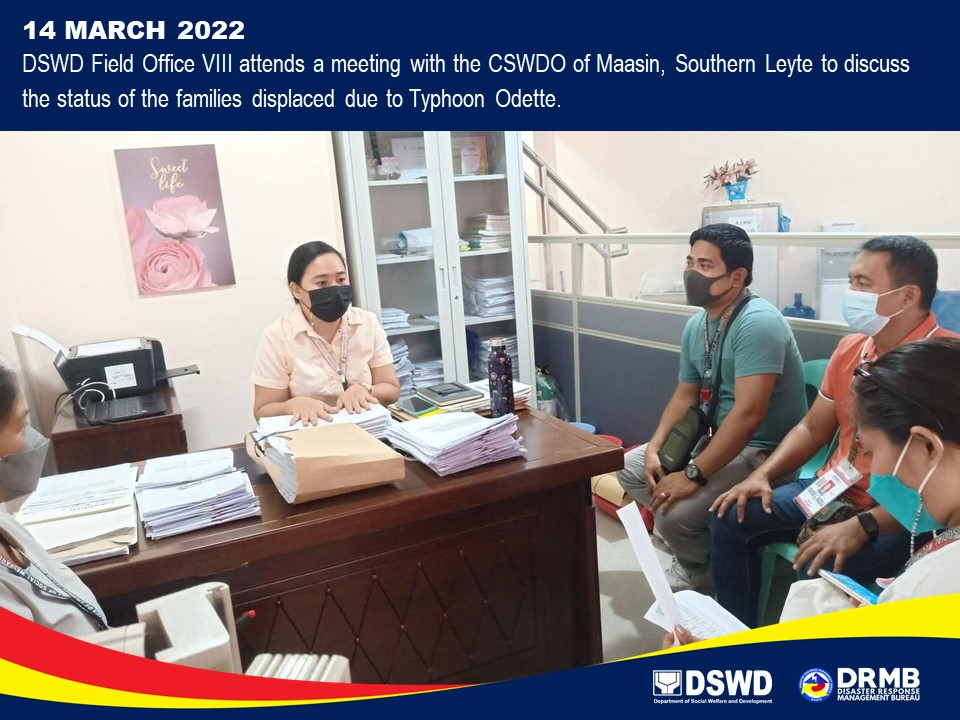 14 MARCH 2022
DSWD Field Office VIII attends a meeting with the CSWDO of Maasin, Southern Leyte to discuss
the status of the families displaced due to Typhoon Odette.
Sweet
life
DSWD
Department of Social Welfare and Development
DRMB
DISASTER RESPONSE
MANAGEMENT BUREAU